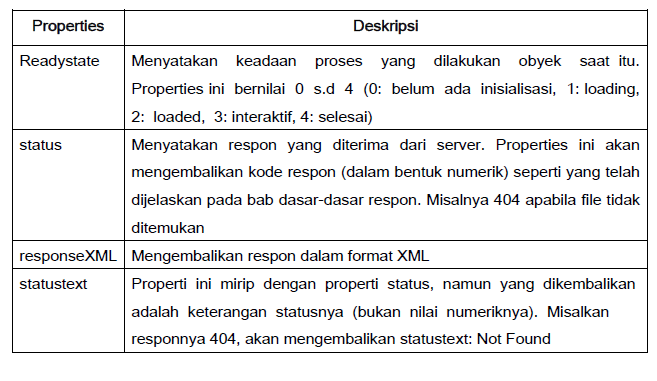 Properties Deskripsi
Readystate Menyatakan keadaan proses yang dilakukan obyek saat itu.
Properties ini bernilai 0 s.d 4 (0: belum ada inisialisasi, 1: loading,
2: loaded, 3: interaktif, 4: selesai)
status Menyatakan respon yang diterima dari server. Properties ini akan
mengembalikan kode respon (dalam bentuk numerik) seperti yang telah
dijelaskan pada bab dasar-dasar respon. Misalnya 404 apabila file tidak
ditemukan
responseXML Mengembalikan respon dalam format XML
statustext Properti ini mirip dengan properti status, namun yang dikembalikan
adalah keterangan statusnya (bukan nilai numeriknya). Misalkan
responnya 404, akan mengembalikan statustext: Not Found